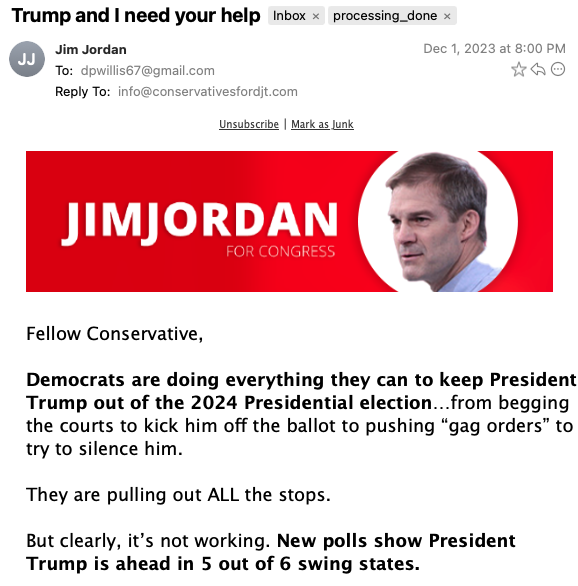 Trump and I need your help Inbox × processing_done ×
JJ
Jim Jordan
Dec 1, 2023 at 8:00 PM
To: dpwillis67@gmail.com
Reply To: info@conservativesfordjt.com
Unsubscribe | Mark as Junk
JIMJORDAN
FOR CONGRESS
Fellow Conservative,
Democrats are doing everything they can to keep President
Trump out of the 2024 Presidential election…from begging
the courts to kick him off the ballot to pushing “gag orders” to
try to silence him.
They are pulling out ALL the stops.
But clearly, it’s not working. New polls show President
Trump is ahead in 5 out of 6 swing states.